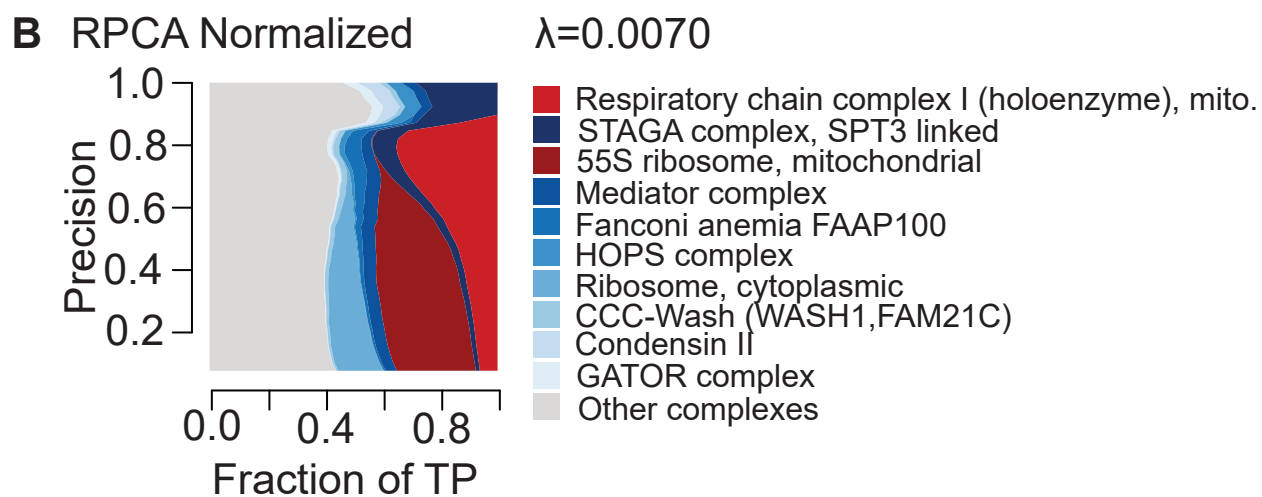 B RPCA Normalized λ=0.0070
Precision
1.0
0.8
0.6
0.4
0.2
0.0 0.4 0.8
Fraction of TP
Respiratory chain complex I (holoenzyme), mito.
STAGA complex, SPT3 linked
55S ribosome, mitochondrial
Mediator complex
Fanconi anemia FAAP100
HOPS complex
Ribosome, cytoplasmic
CCC-Wash (WASH1,FAM21C)
Condensin II
GATOR complex
Other complexes